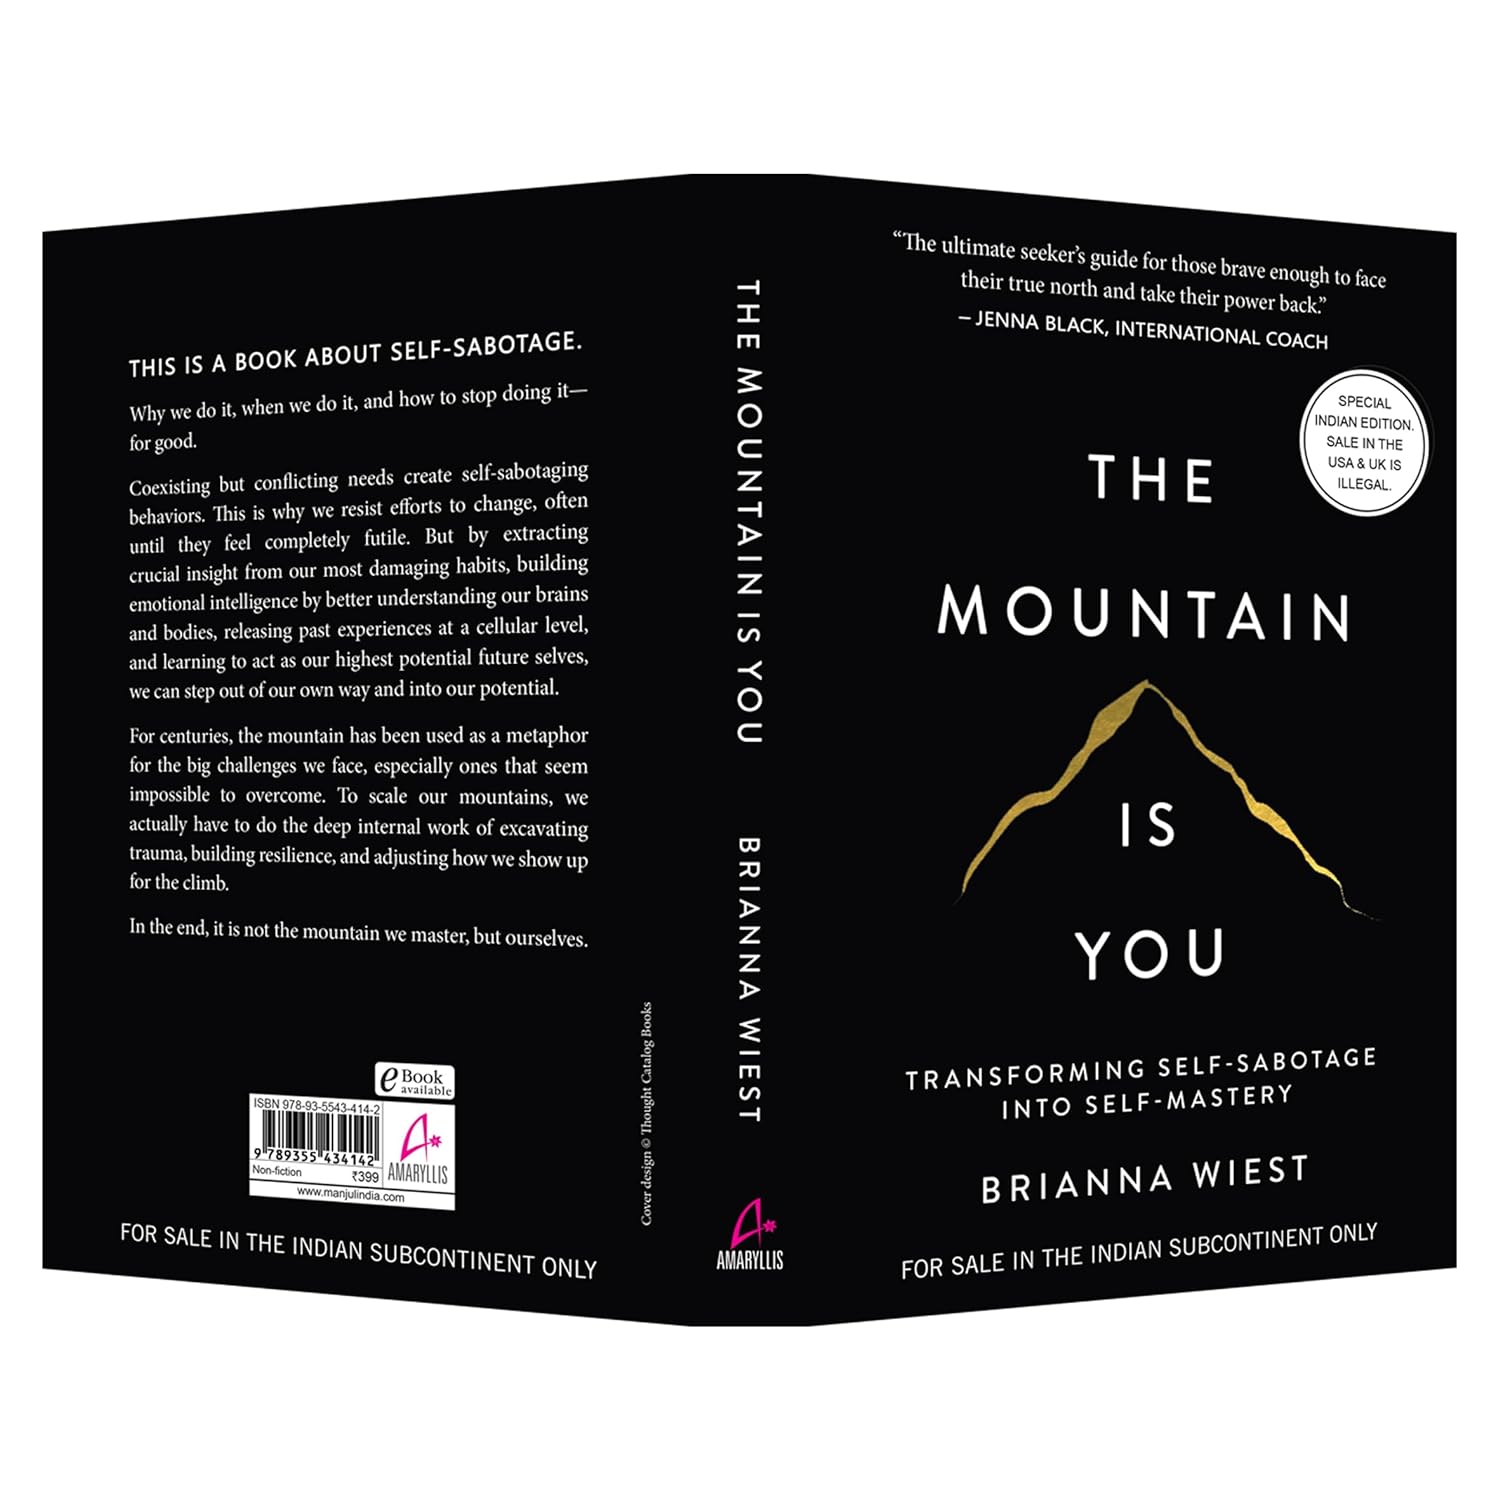 THIS IS A BOOK ABOUT SELF-SABOTAGE.
Why we do it, when we do it, and how to stop doing it—
for good.
Coexisting but conflicting needs create self-sabotaging
behaviors. This is why we resist efforts to change, often
until they feel completely futile. But by extracting
crucial insight from our most damaging habits, building
emotional intelligence by better understanding our brains
and bodies, releasing past experiences at a cellular level,
and learning to act as our highest potential future selves,
we can step out of our own way and into our potential.
For centuries, the mountain has been used as a metaphor
for the big challenges we face, especially ones that seem
impossible to overcome. To scale our mountains, we
actually have to do the deep internal work of excavating
trauma, building resilience, and adjusting how we show up
for the climb.
In the end, it is not the mountain we master, but ourselves.
eBook
available
ISBN 978-93-5543-414-2
9 789355 434142
Non-fiction ₹399
www.manjulindia.com
AMARYLLIS
FOR SALE IN THE INDIAN SUBCONTINENT ONLY
Cover design © Thought Catalog Books
THE MOUNTAIN IS YOU
BRIANNA WIEST
AMARYLLIS
“The ultimate seeker’s guide for those brave enough to face
their true north and take their power back.”
– JENNA BLACK, INTERNATIONAL COACH
SPECIAL
INDIAN EDITION.
SALE IN THE
USA & UK IS
ILLEGAL.
THE
MOUNTAIN
IS
YOU
TRANSFORMING SELF-SABOTAGE
INTO SELF-MASTERY
BRIANNA WIEST
FOR SALE IN THE INDIAN SUBCONTINENT ONLY